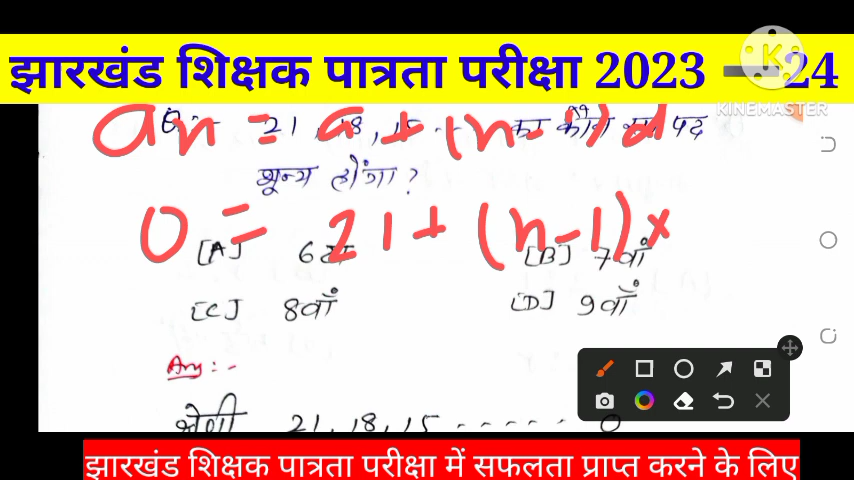 झारखंड शिक्षक पात्रता परीक्षा 2023 — 24
KINEMASTER
an = a + (n-1)d
21, 18, 15 - - - का कौन सा पद
शून्य होगा?
0 = 21 + (n-1)×
[A] 6ठा [B] 7वाँ
[C] 8वाँ [D] 9वाँ
Ans:-
श्रेणी 21, 18, 15 - - - - - - 0
झारखंड शिक्षक पात्रता परीक्षा में सफलता प्राप्त करने के लिए